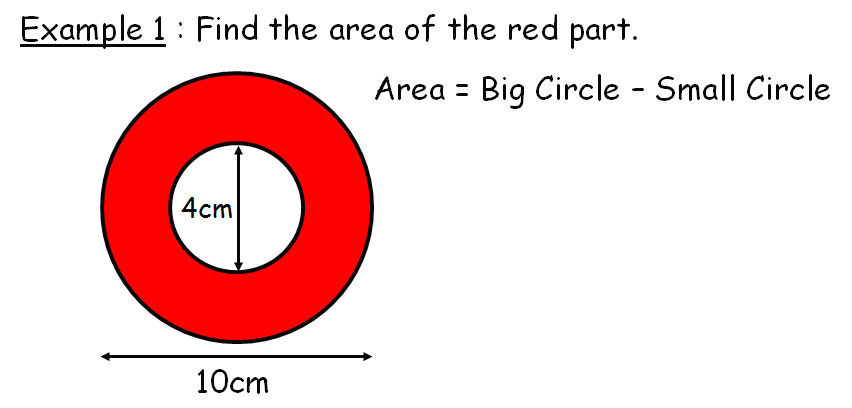 Example 1 : Find the area of the red part.
Area = Big Circle – Small Circle
4cm
10cm